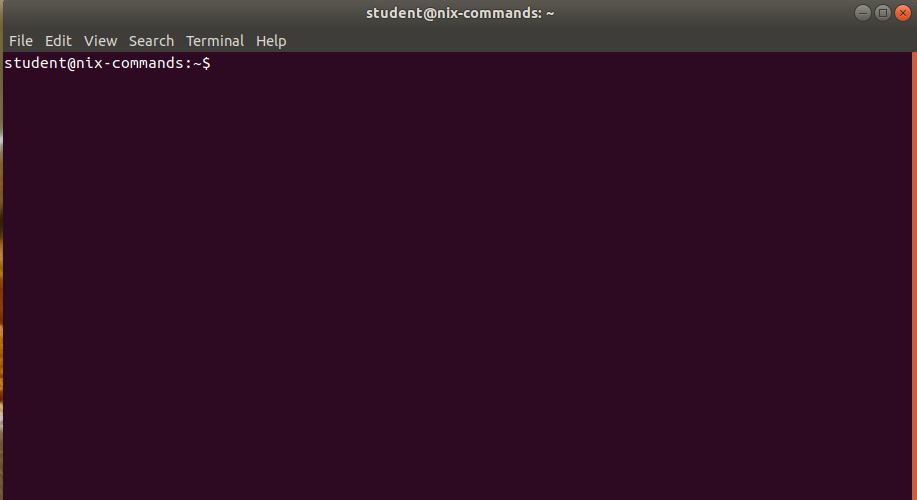 student@nix-commands: ~
File Edit View Search Terminal Help
student@nix-commands:~$